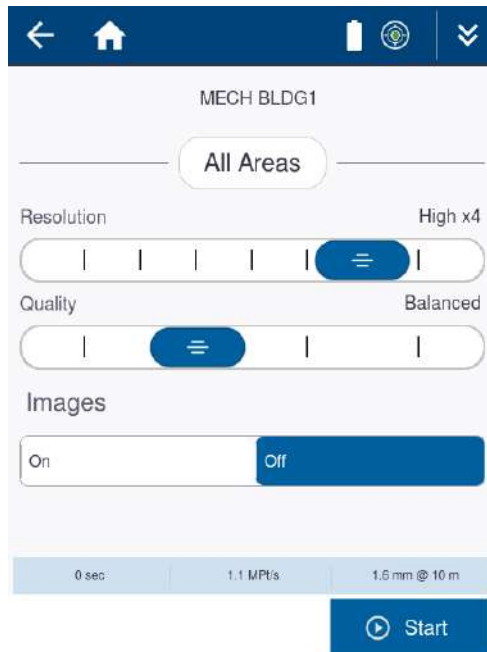 MECH BLDG1
All Areas
Resolution High x4
Quality Balanced
Images
On Off
0 sec 1.1 MPt/s 1.6 mm @ 10 m
Start